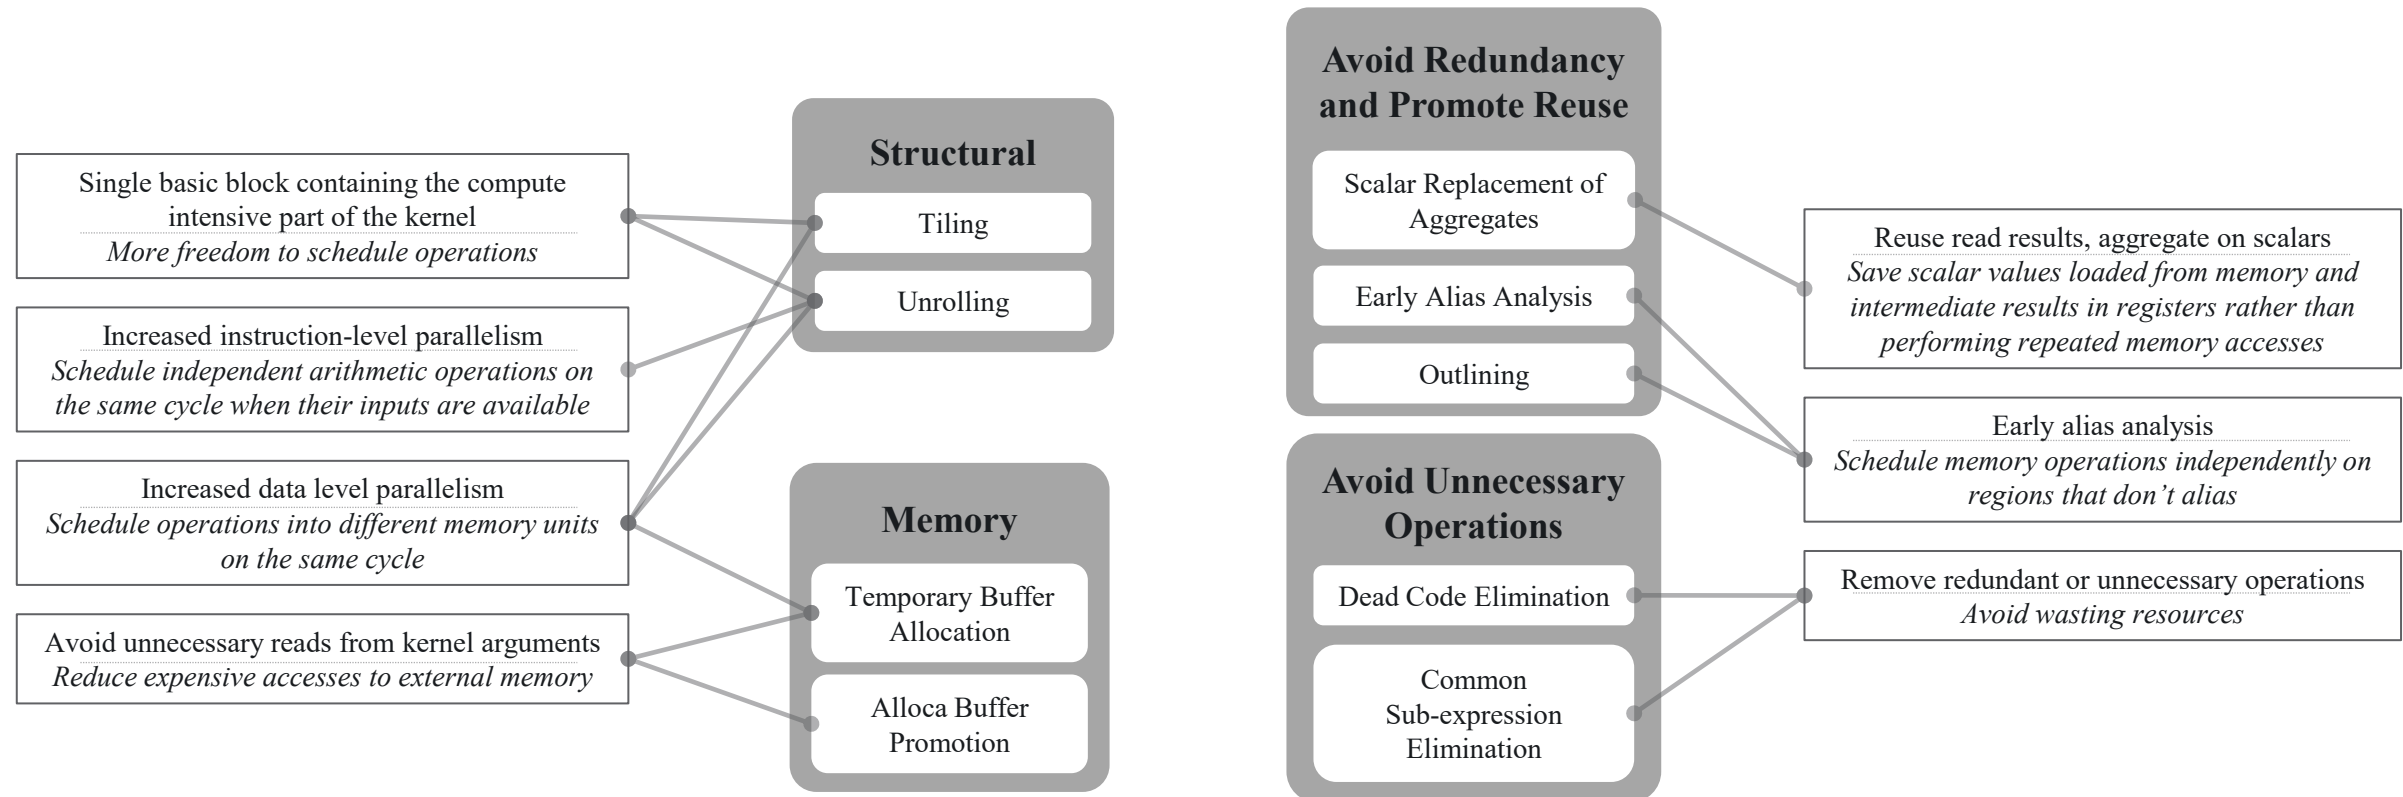 Single basic block containing the compute
intensive part of the kernel
More freedom to schedule operations
Increased instruction-level parallelism
Schedule independent arithmetic operations on
the same cycle when their inputs are available
Increased data level parallelism
Schedule operations into different memory units
on the same cycle
Avoid unnecessary reads from kernel arguments
Reduce expensive accesses to external memory
Structural
Tiling
Unrolling
Memory
Temporary Buffer
Allocation
Alloca Buffer
Promotion
Avoid Redundancy
and Promote Reuse
Scalar Replacement of
Aggregates
Early Alias Analysis
Outlining
Avoid Unnecessary
Operations
Dead Code Elimination
Common
Sub-expression
Elimination
Reuse read results, aggregate on scalars
Save scalar values loaded from memory and
intermediate results in registers rather than
performing repeated memory accesses
Early alias analysis
Schedule memory operations independently on
regions that don’t alias
Remove redundant or unnecessary operations
Avoid wasting resources